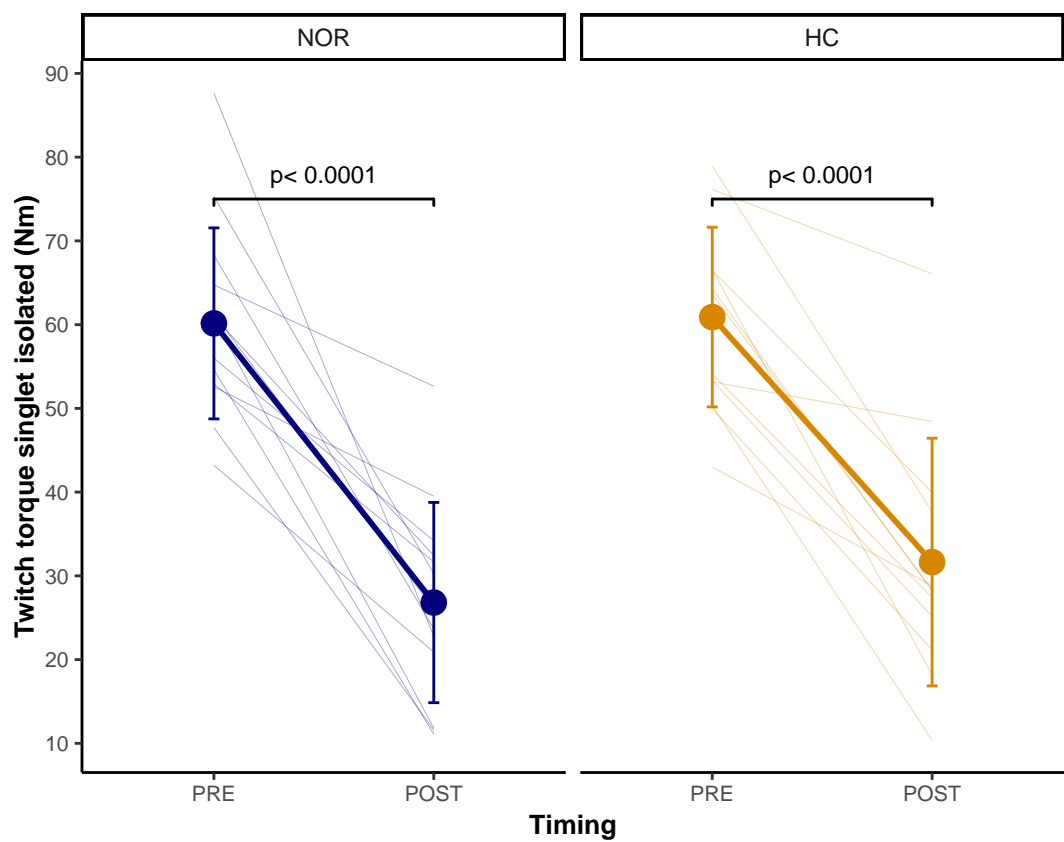 NOR
HC
Twitch torque singlet isolated (Nm)
90
80
70
60
50
40
30
20
10
p< 0.0001
p< 0.0001
PRE
POST
PRE
POST
Timing